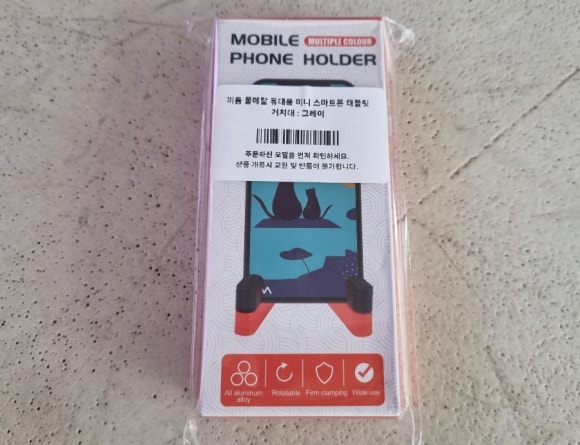 MOBILE MULTIPLE COLOUR
PHONE HOLDER
끼움 풀메탈 휴대용 미니 스마트폰 태블릿
거치대 : 그레이
주문하신 모델을 먼저 확인하세요.
상품 개봉시 교환 및 반품이 불가합니다.
All aluminum
alloy
Rotatable
Firm clamping
Wide use